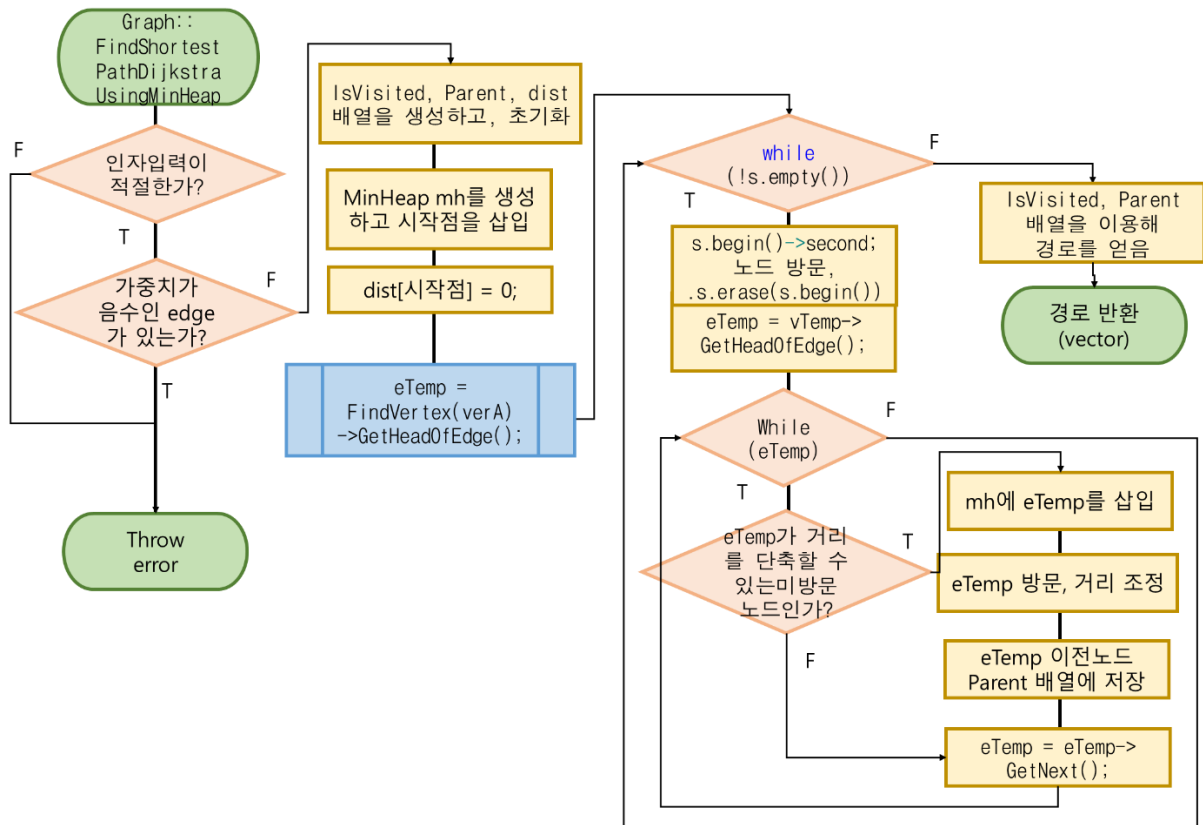 Graph::
FindShortest
PathDijkstra
UsingMinHeap
F
인자입력이
적절한가?
T
가중치가
음수인 edge
가 있는가?
F
T
Throw
error
IsVisited, Parent, dist
배열을 생성하고, 초기화
MinHeap mh를 생성
하고 시작점을 삽입
dist[시작점] = 0;
eTemp =
FindVertex(verA)
->GetHeadOfEdge();
while
(!s.empty())
F
T
IsVisited, Parent
배열을 이용해
경로를 얻음
경로 반환
(vector)
s.begin()->second;
노드 방문,
.s.erase(s.begin())
eTemp = vTemp->
GetHeadOfEdge();
While
(eTemp)
F
T
eTemp가 거리
를 단축할 수
있는미방문
노드인가?
T
F
mh에 eTemp를 삽입
eTemp 방문, 거리 조정
eTemp 이전노드
Parent 배열에 저장
eTemp = eTemp->
GetNext();